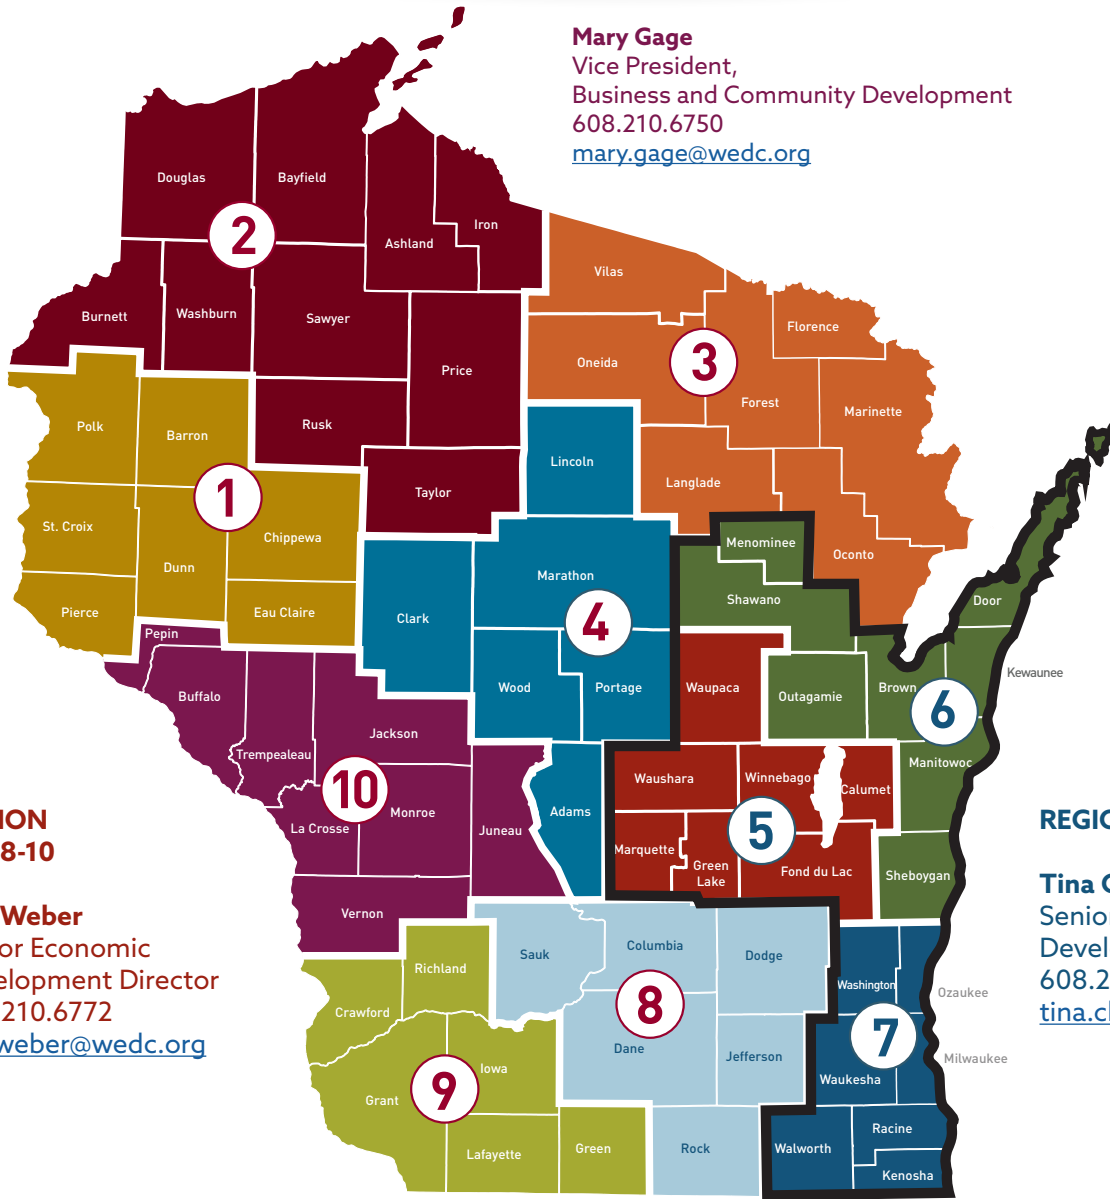 Mary Gage
Vice President,
Business and Community Development
608.210.6750
mary.gage@wedc.org
Douglas
Bayfield
Ashland
Iron
2
Vilas
Burnett
Washburn
Sawyer
Price
Florence
Oneida
3
Forest
Marinette
Polk
Barron
Rusk
Lincoln
Langlade
Taylor
1
St. Croix
Chippewa
Dunn
Menominee
Oconto
Marathon
Shawano
Door
Pierce
Eau Claire
Clark
4
Pepin
Kewaunee
Buffalo
Wood
Portage
Waupaca
Outagamie
Brown
6
Jackson
Trempealeau
Manitowoc
Waushara
Winnebago
Calumet
10
Monroe
La Crosse
Juneau
Adams
5
Marquette
Green
Lake
Fond du Lac
Sheboygan
ION
8-10
REGIO
Vernon
Weber
or Economic
elopment Director
210.6772
weber@wedc.org
Tina C
Senior
Devel
608.2
tina.cl
Richland
Sauk
Columbia
Dodge
Washington
Ozaukee
Crawford
8
Dane
Jefferson
7
Milwaukee
Waukesha
Iowa
9
Grant
Lafayette
Green
Rock
Walworth
Racine
Kenosha